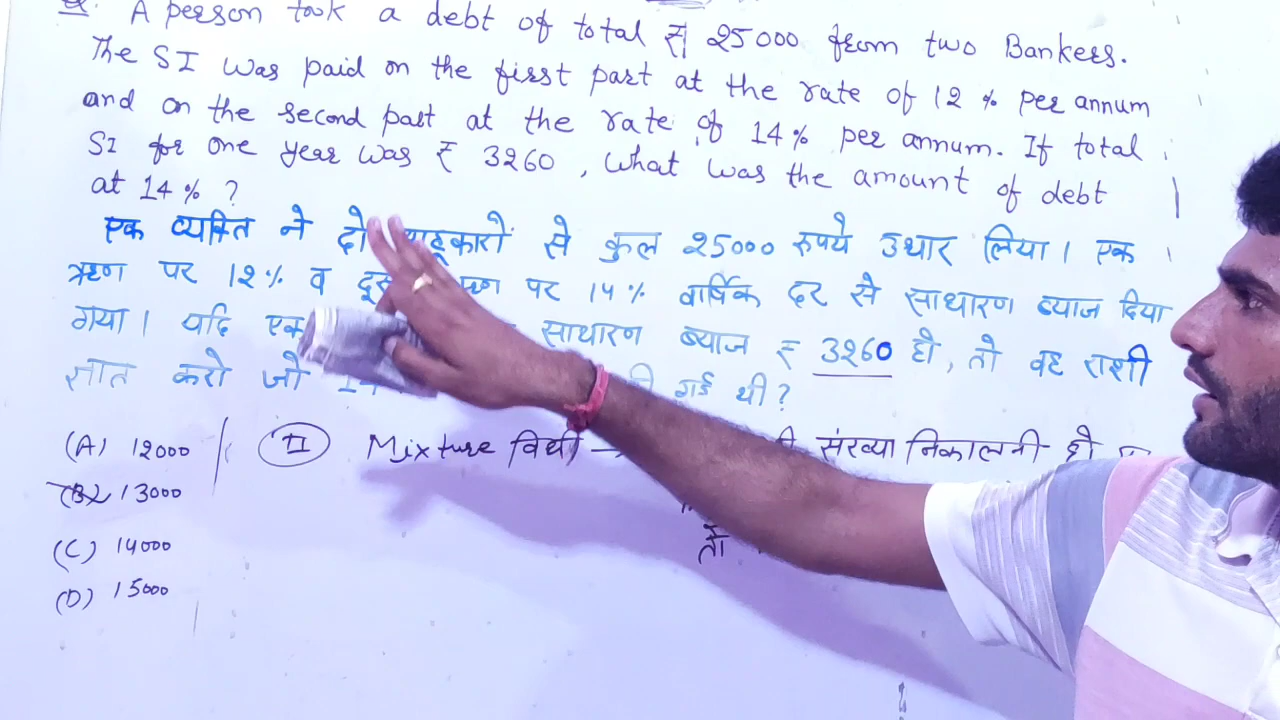 Q. A person took a debt of total ₹ 25000 from two Bankers.
The SI was paid on the first part at the rate of 12 % per annum
and on the second part at the rate of 14% per annum. If total
SI for one year was ₹ 3260 , what was the amount of debt
at 14 % ?
एक व्यक्ति ने दो साहूकारों से कुल 25000 रुपये उधार लिया। एक
ऋण पर 12% व पर 14% वार्षिक दर से साधारण ब्याज दिया
गया। यदि एक साधारण ब्याज ₹ 3260 हो, तो वह राशी
ज्ञात करो जो गई थी?
(A) 12000 II Mixture विधी → संख्या निकालनी हो
(B) 13000
(C) 14000 तो
(D) 15000